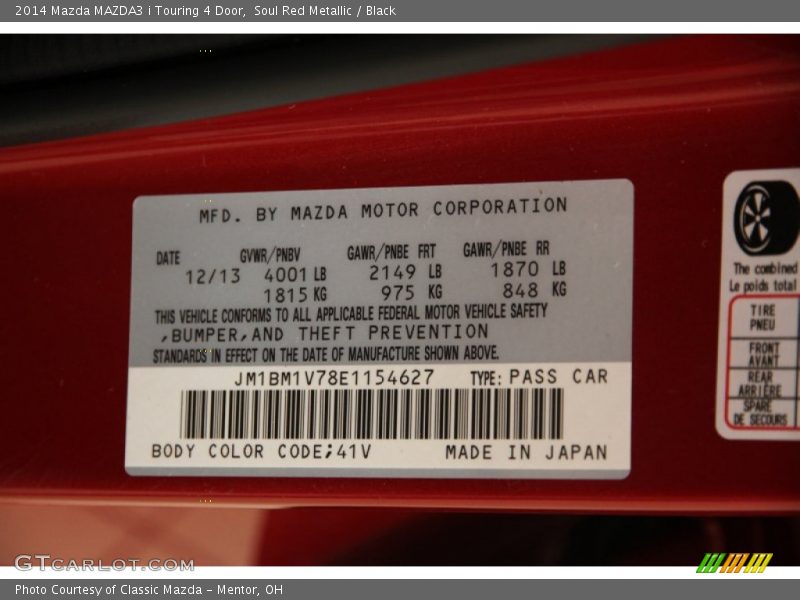 2014 Mazda MAZDA3 i Touring 4 Door,  Soul Red Metallic / Black
MFD. BY MAZDA MOTOR CORPORATION
DATE GVWR/PNBV GAWR/PNBE FRT GAWR/PNBE RR
12/13 4001 LB 2149 LB 1870 LB
1815 KG 975 KG 848 KG
THIS VEHICLE CONFORMS TO ALL APPLICABLE FEDERAL MOTOR VEHICLE SAFETY
,BUMPER,AND THEFT PREVENTION
STANDARDS IN EFFECT ON THE DATE OF MANUFACTURE SHOWN ABOVE.
JM1BM1V78E1154627 TYPE: PASS CAR
BODY COLOR CODE;41V MADE IN JAPAN
The combined
Le poids total
TIRE
PNEU
FRONT
AVANT
REAR
ARRIÈRE
SPARE
DE SECOURS
GTCARLOT.COM
Photo Courtesy of Classic Mazda - Mentor, OH